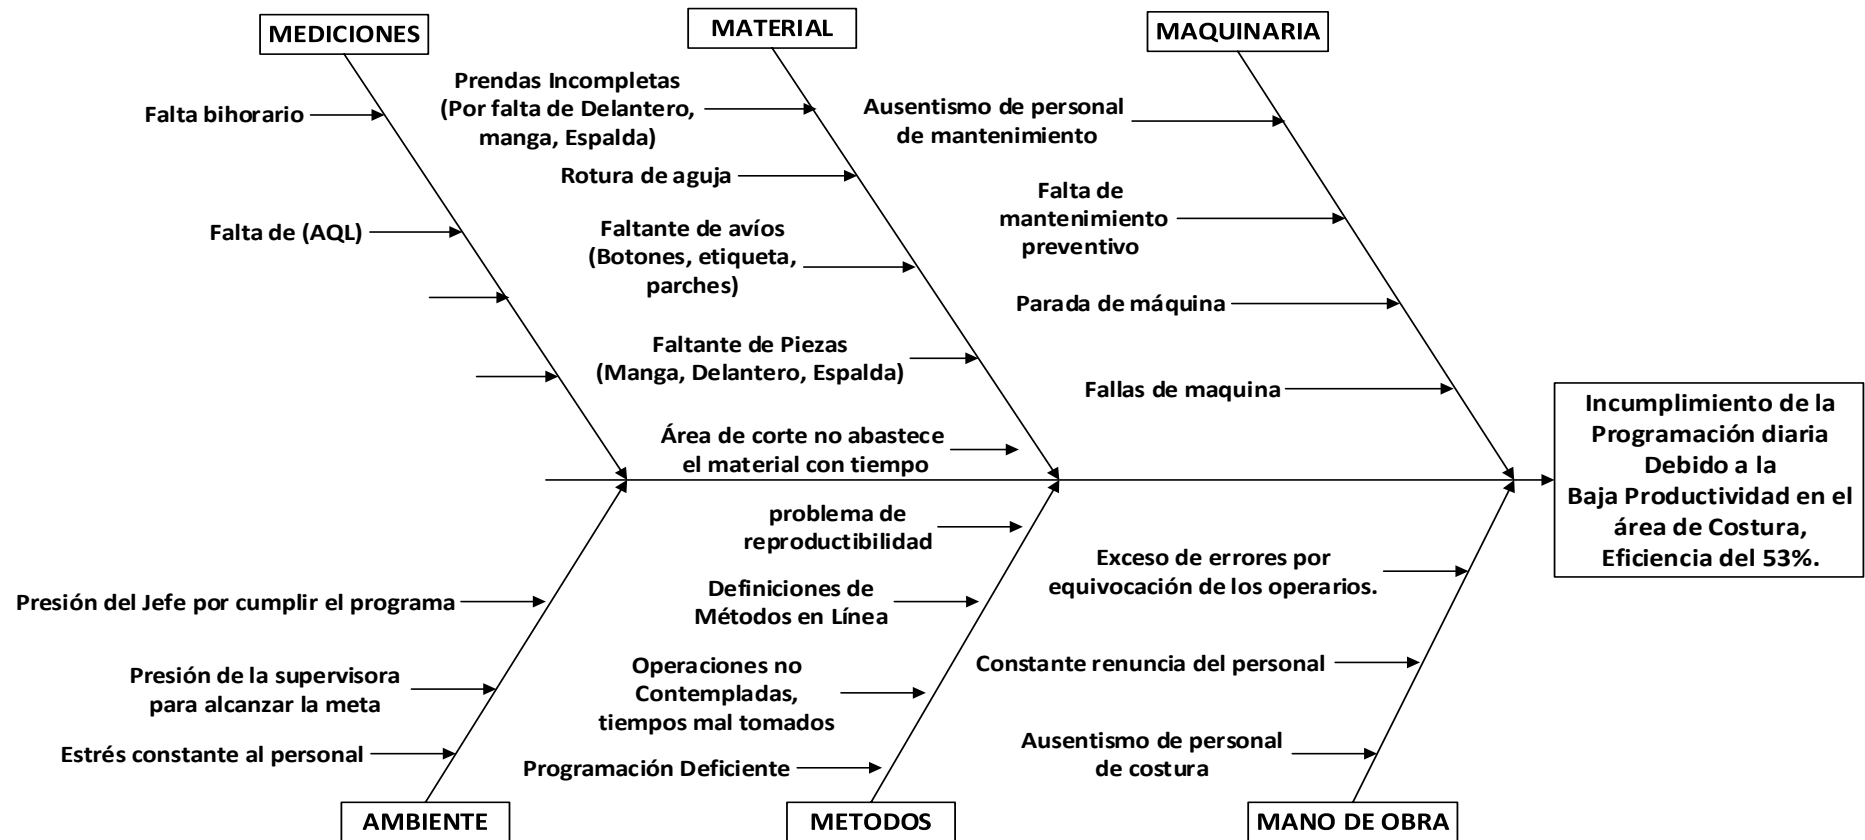 MEDICIONES
MATERIAL
MAQUINARIA
Falta bihorario
Falta de (AQL)
Prendas Incompletas
(Por falta de Delantero,
manga, Espalda)
Rotura de aguja
Faltante de avíos
(Botones, etiqueta,
parches)
Faltante de Piezas
(Manga, Delantero, Espalda)
Área de corte no abastece
el material con tiempo
Ausentismo de personal
de mantenimiento
Falta de
mantenimiento
preventivo
Parada de máquina
Fallas de maquina
Incumplimiento de la
Programación diaria
Debido a la
Baja Productividad en el
área de Costura,
Eficiencia del 53%.
Presión del Jefe por cumplir el programa
Presión de la supervisora
para alcanzar la meta
Estrés constante al personal
problema de
reproductibilidad
Definiciones de
Métodos en Línea
Operaciones no
Contempladas,
tiempos mal tomados
Programación Deficiente
Exceso de errores por
equivocación de los operarios.
Constante renuncia del personal
Ausentismo de personal
de costura
AMBIENTE
METODOS
MANO DE OBRA